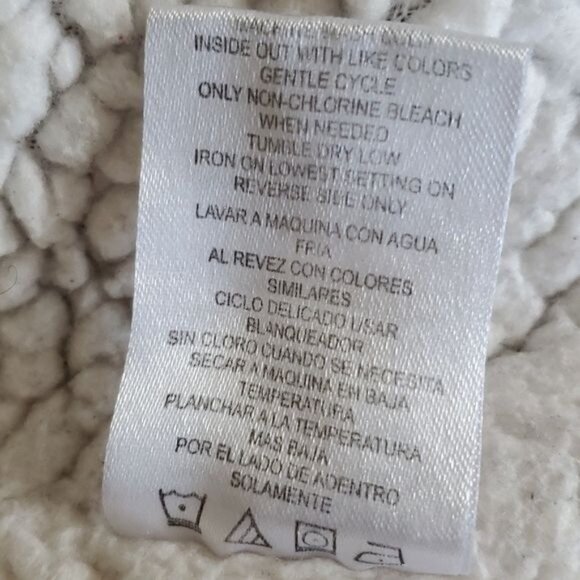 MACHINE WASH COLD
INSIDE OUT WITH LIKE COLORS
GENTLE CYCLE
ONLY NON-CHLORINE BLEACH
WHEN NEEDED
TUMBLE DRY LOW
IRON ON LOWEST SETTING ON
REVERSE SIDE ONLY
LAVAR A MAQUINA CON AGUA
FRIA
AL REVEZ CON COLORES
SIMILARES
CICLO DELICADO USAR
BLANQUEADOR
SIN CLORO CUANDO SE NECESITA
SECAR A MAQUINA EN BAJA
TEMPERATURA
PLANCHAR A LA TEMPERATURA
MAS BAJA
POR EL LADO DE ADENTRO
SOLAMENTE